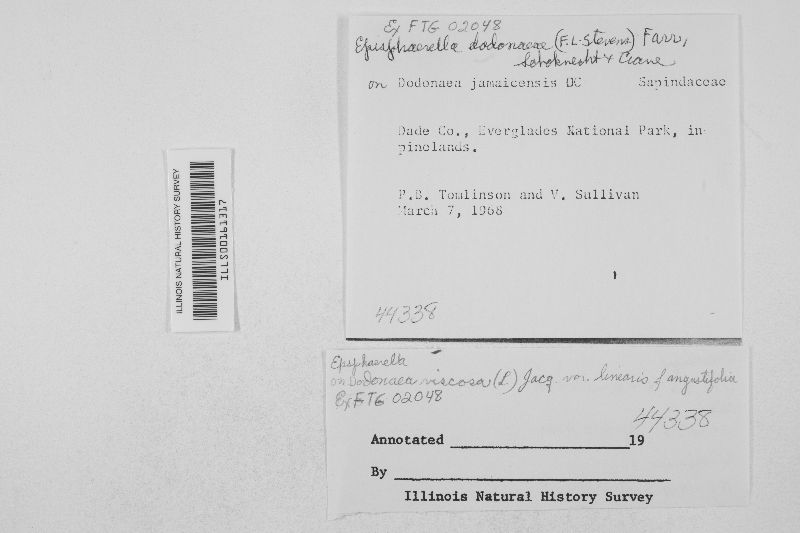 Ex FTG 02048
Episphaerella dodonaeae (F.L. Stevens) Farr,
Schoknecht & Crane
on Dodonaea jamaicensis DC Sapindaceae
Dade Co., Everglades National Park, in
pinelands.
P.B. Tomlinson and V. Sullivan
March 7, 1968
44338
ILLINOIS NATURAL HISTORY SURVEY
ILLS00161317
Episphaerella
on Dodonaea viscosa (L.) Jacq. var. linearis f. angustifolia
Ex FTG 02048
44338
Annotated 19
By
Illinois Natural History Survey